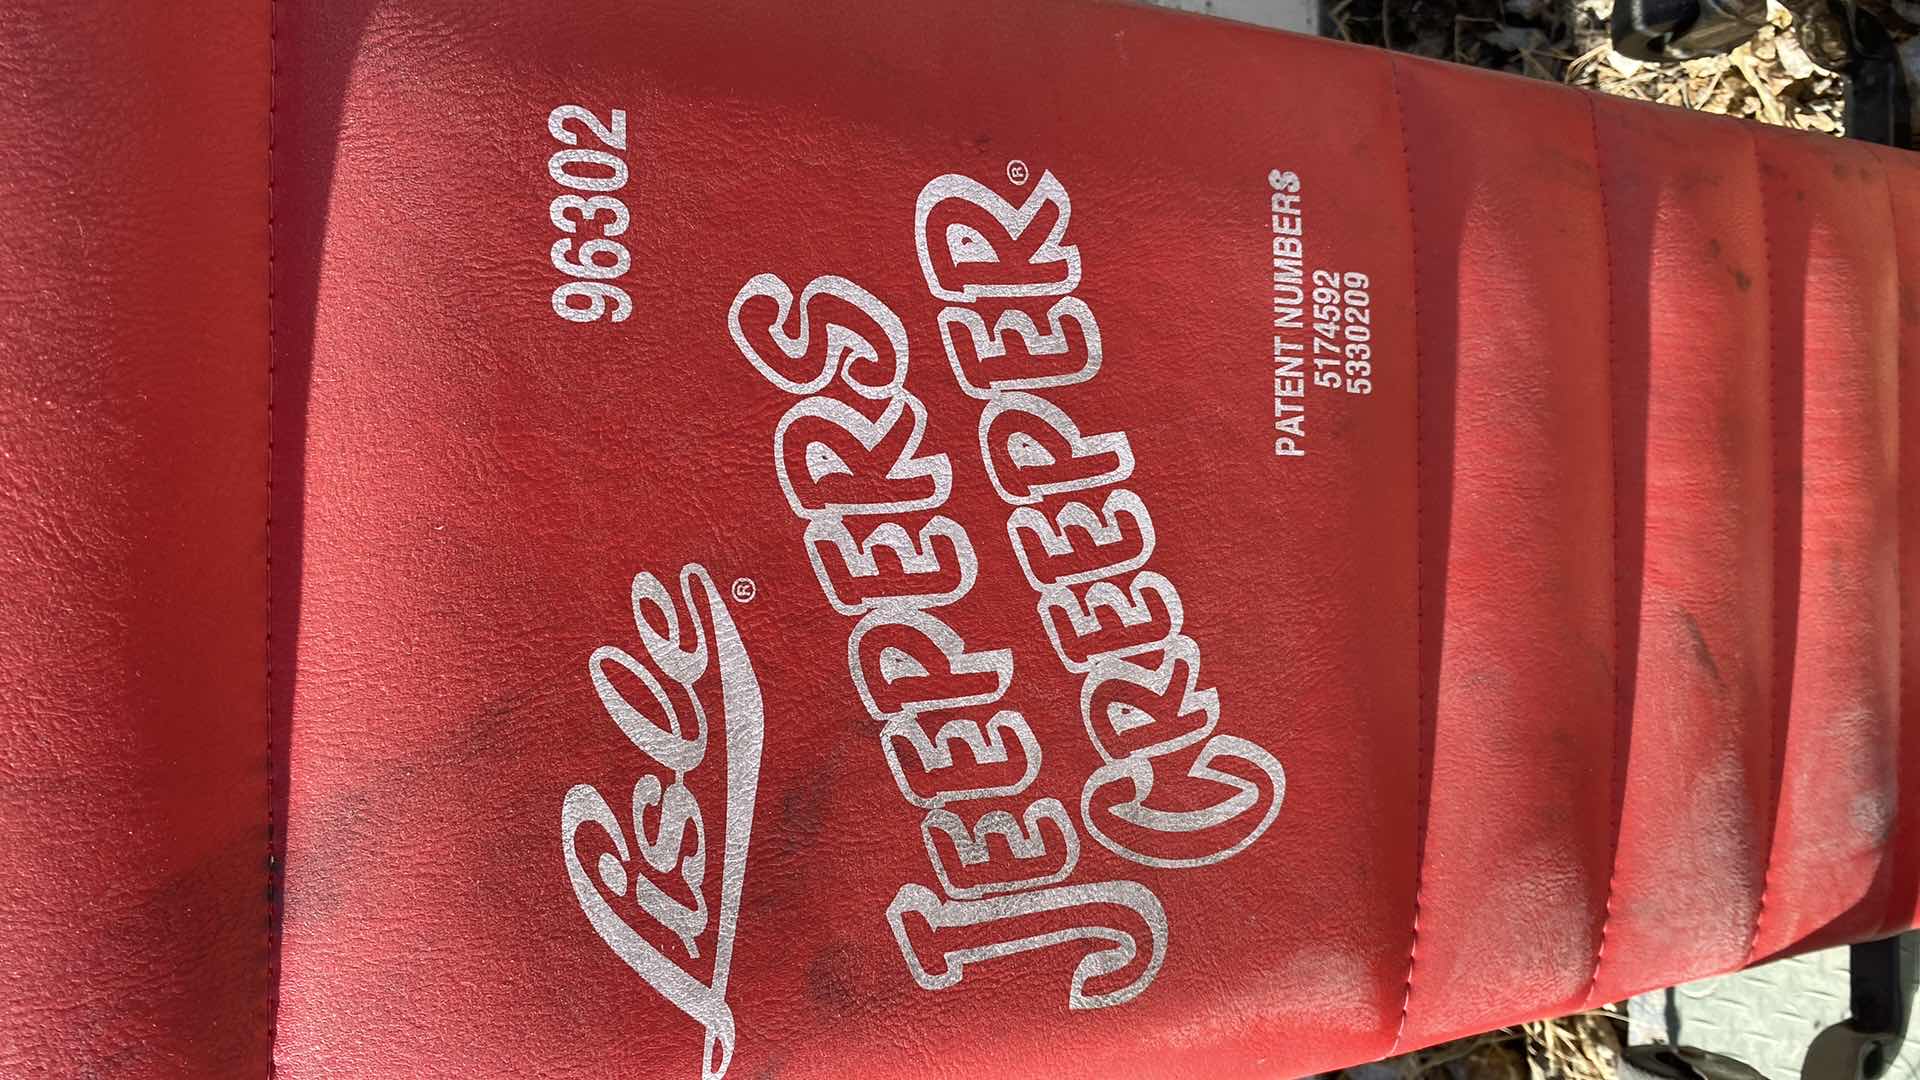 Lisle®
96302
JEEPERS
CREEPER®
PATENT NUMBERS
5174592
5330209